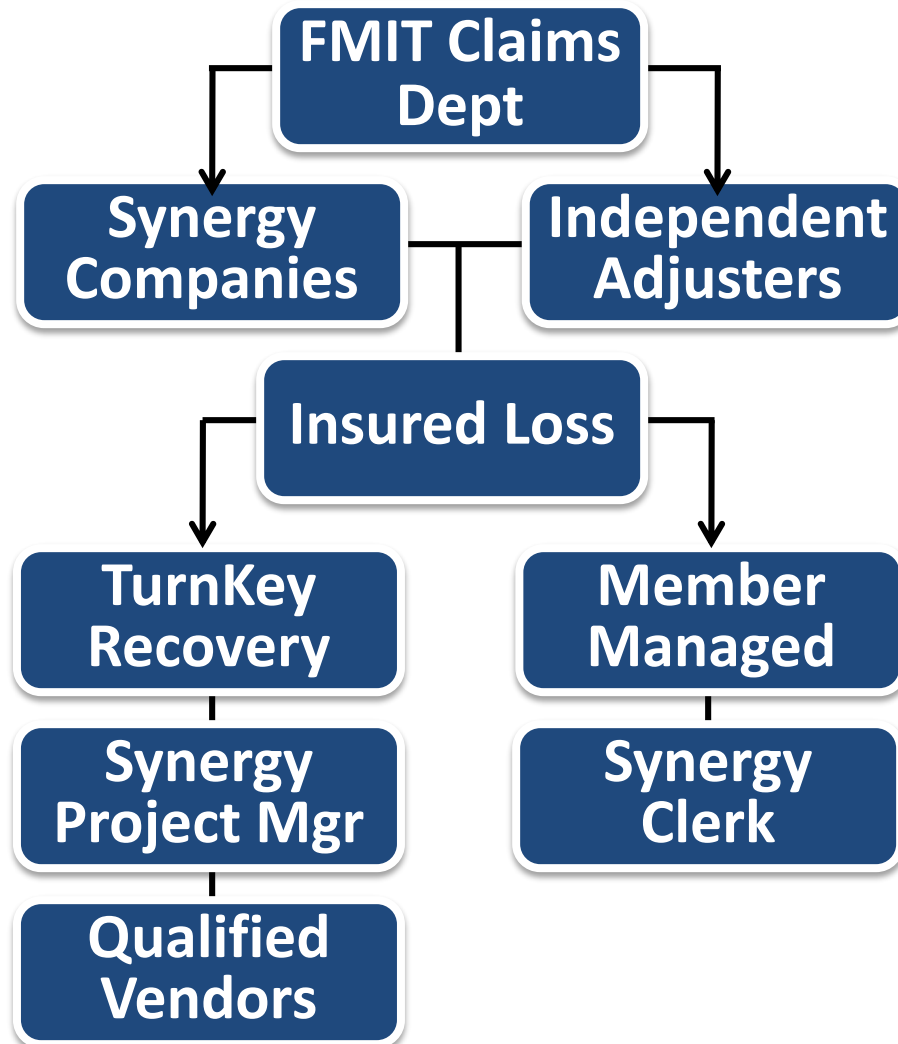 FMIT Claims
Dept
Synergy
Companies
Independent
Adjusters
Insured Loss
TurnKey
Recovery
Member
Managed
Synergy
Project Mgr
Synergy
Clerk
Qualified
Vendors